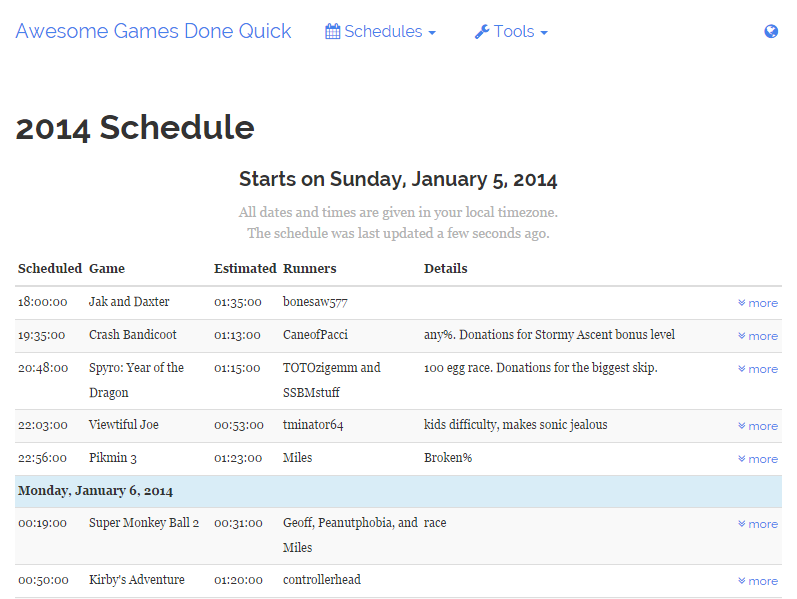 Awesome Games Done Quick Schedules Tools
2014 Schedule
Starts on Sunday, January 5, 2014
All dates and times are given in your local timezone.
The schedule was last updated a few seconds ago.
Scheduled Game Estimated Runners Details
18:00:00 Jak and Daxter 01:35:00 bonesaw577 more
19:35:00 Crash Bandicoot 01:13:00 CaneofPacci any%. Donations for Stormy Ascent bonus level more
20:48:00 Spyro: Year of the 01:15:00 TOTOzigemm and 100 egg race. Donations for the biggest skip. more
Dragon SSBMstuff
22:03:00 Viewtiful Joe 00:53:00 tminator64 kids difficulty, makes sonic jealous more
22:56:00 Pikmin 3 01:23:00 Miles Broken% more
Monday, January 6, 2014
00:19:00 Super Monkey Ball 2 00:31:00 Geoff, Peanutphobia, and race more
Miles
00:50:00 Kirby's Adventure 01:20:00 controllerhead more